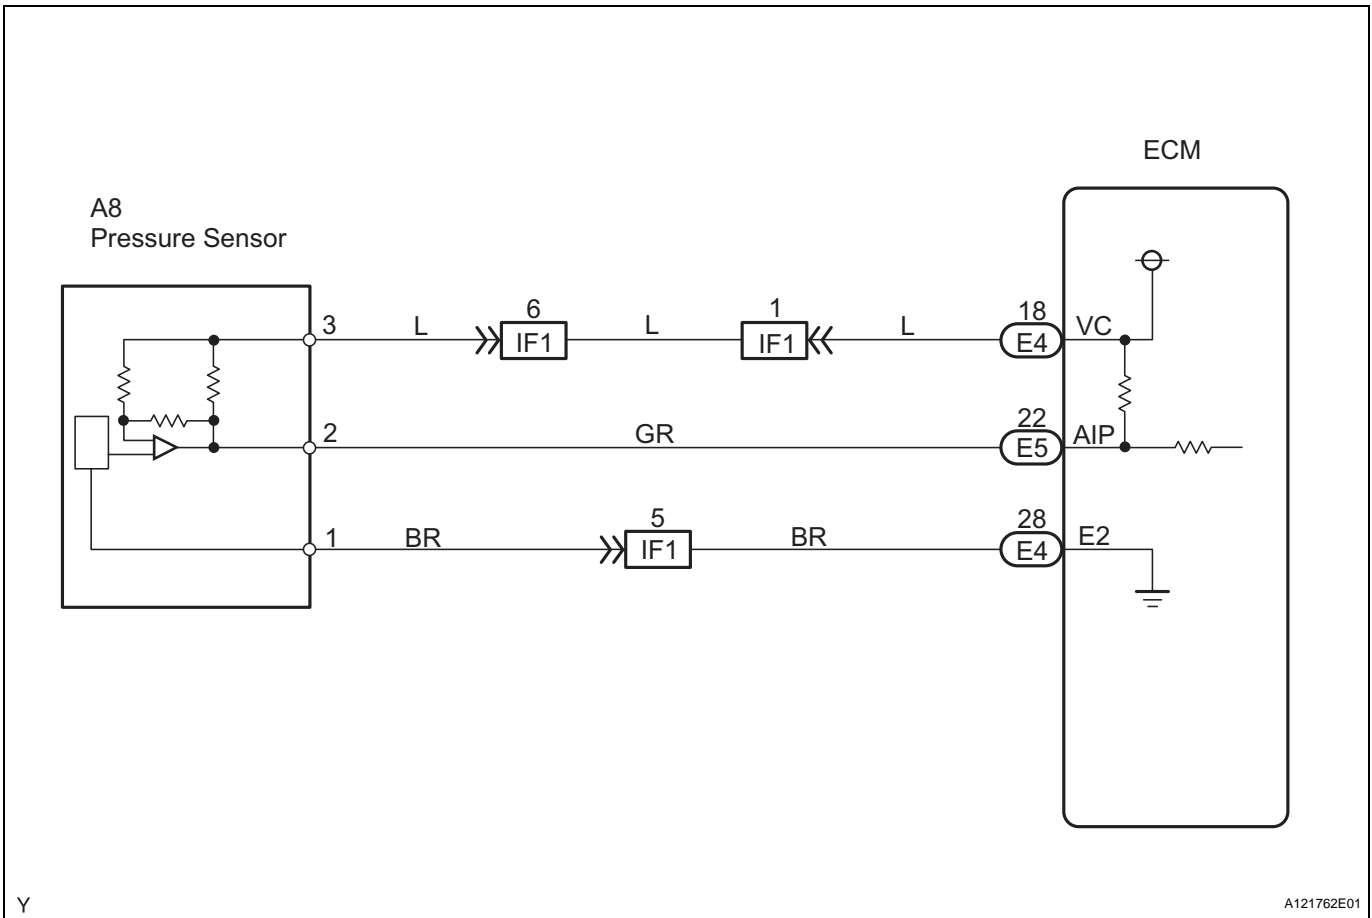 ECM
A8
Pressure Sensor
3 L 6 IF1 L 1 IF1 L 18 E4 VC
2 GR 22 E5 AIP
1 BR 5 IF1 BR 28 E4 E2
Y
A121762E01